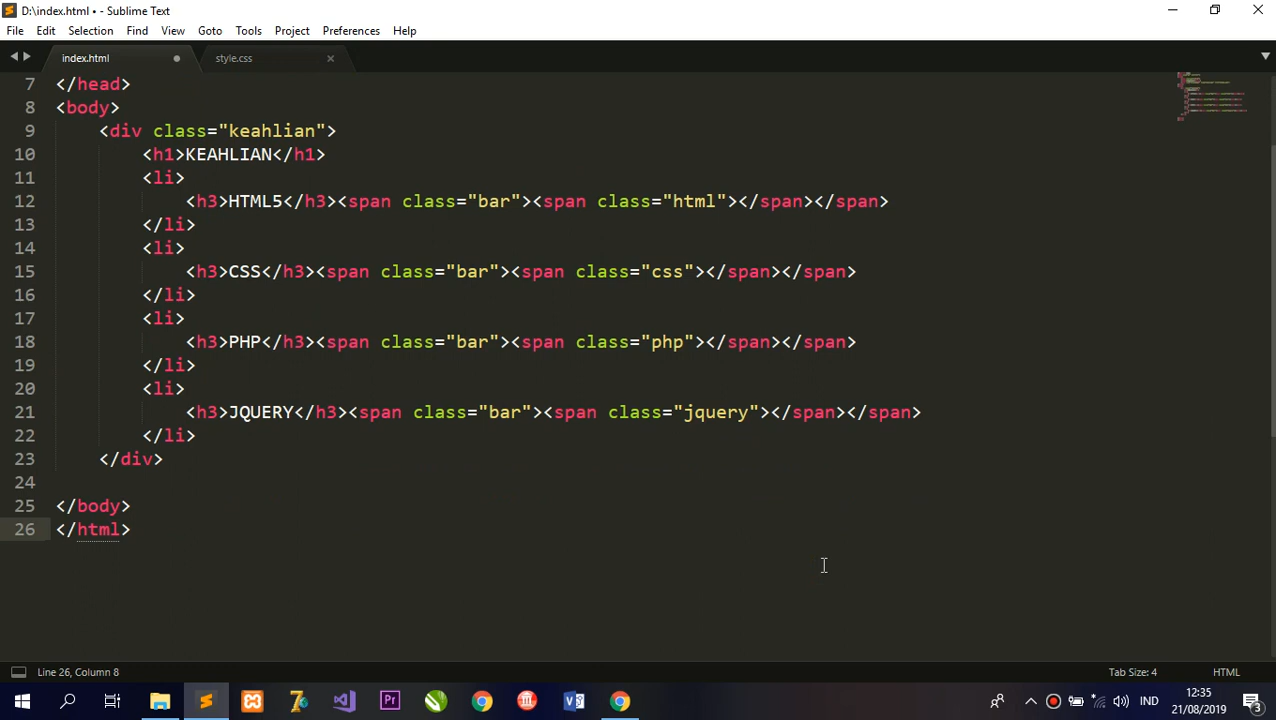 D:\index.html • - Sublime Text
File Edit Selection Find View Goto Tools Project Preferences Help
index.html style.css
7 </head>
8 <body>
9 <div class="keahlian">
10 <h1>KEAHLIAN</h1>
11 <li>
12 <h3>HTML5</h3><span class="bar"><span class="html"></span></span>
13 </li>
14 <li>
15 <h3>CSS</h3><span class="bar"><span class="css"></span></span>
16 </li>
17 <li>
18 <h3>PHP</h3><span class="bar"><span class="php"></span></span>
19 </li>
20 <li>
21 <h3>JQUERY</h3><span class="bar"><span class="jquery"></span></span>
22 </li>
23 </div>
24
25 </body>
26 </html>
Line 26, Column 8 Tab Size: 4 HTML
Pr IND 12:35
21/08/2019 3